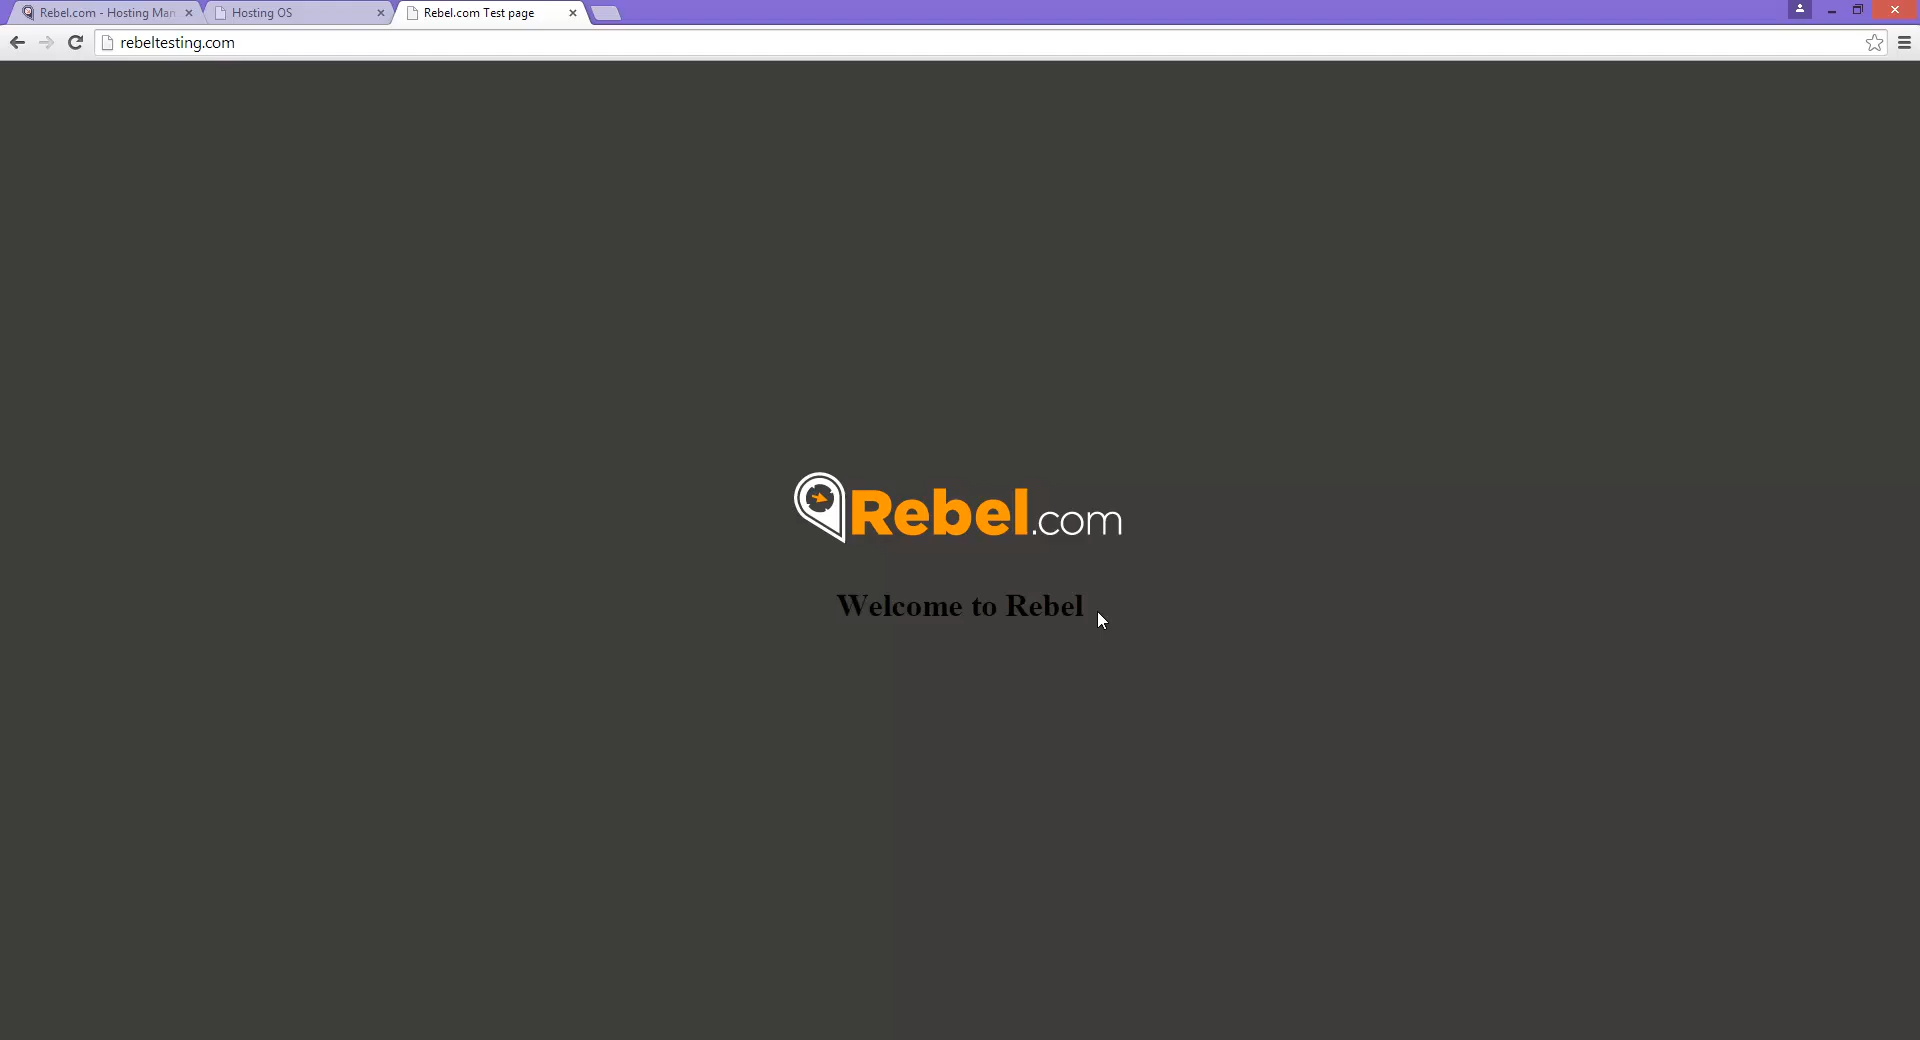 Rebel.com - Hosting Man
Hosting OS
Rebel.com Test page
rebeltesting.com
Rebel.com
Welcome to Rebel